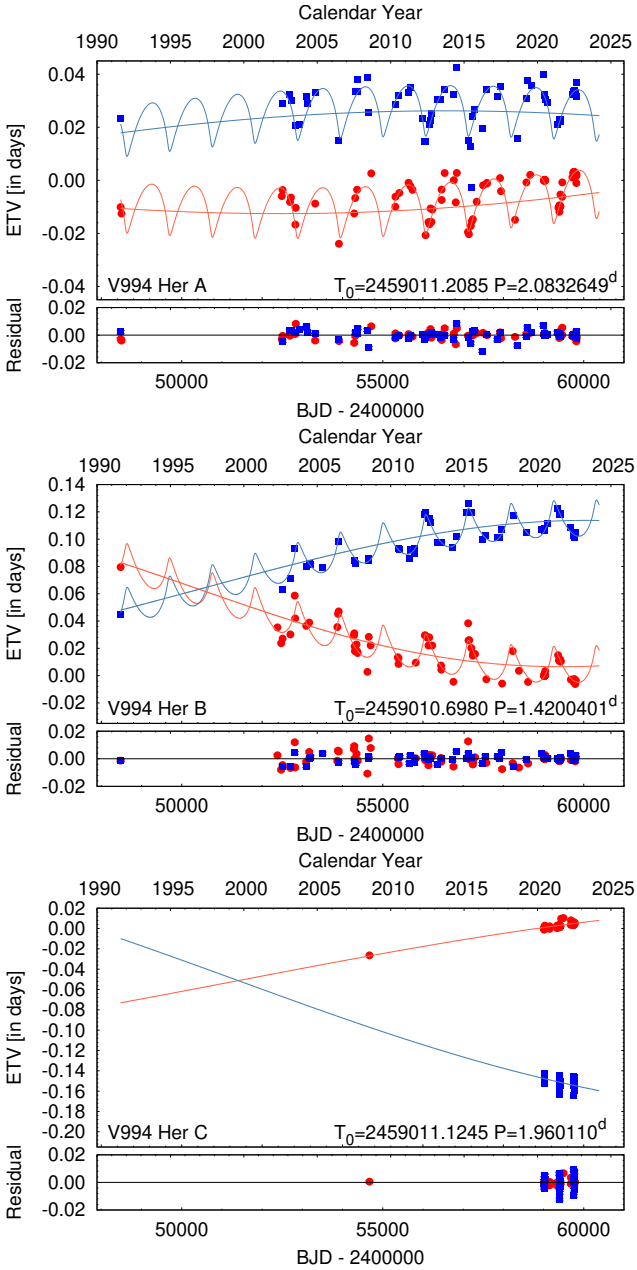 Calendar Year
1990 1995 2000 2005 2010 2015 2020 2025
0.04
0.02
0.00
-0.02
-0.04
ETV [in days]
V994 Her A T₀=2459011.2085 P=2.0832649ᵈ
0.02
0.00
-0.02
Residual
50000 55000 60000
BJD - 2400000
Calendar Year
1990 1995 2000 2005 2010 2015 2020 2025
0.14
0.12
0.10
0.08
0.06
0.04
0.02
0.00
-0.02
ETV [in days]
V994 Her B T₀=2459010.6980 P=1.4200401ᵈ
0.02
0.00
-0.02
Residual
50000 55000 60000
BJD - 2400000
Calendar Year
1990 1995 2000 2005 2010 2015 2020 2025
0.02
0.00
-0.02
-0.04
-0.06
-0.08
-0.10
-0.12
-0.14
-0.16
-0.18
-0.20
ETV [in days]
V994 Her C T₀=2459011.1245 P=1.960110ᵈ
0.02
0.00
-0.02
Residual
50000 55000 60000
BJD - 2400000